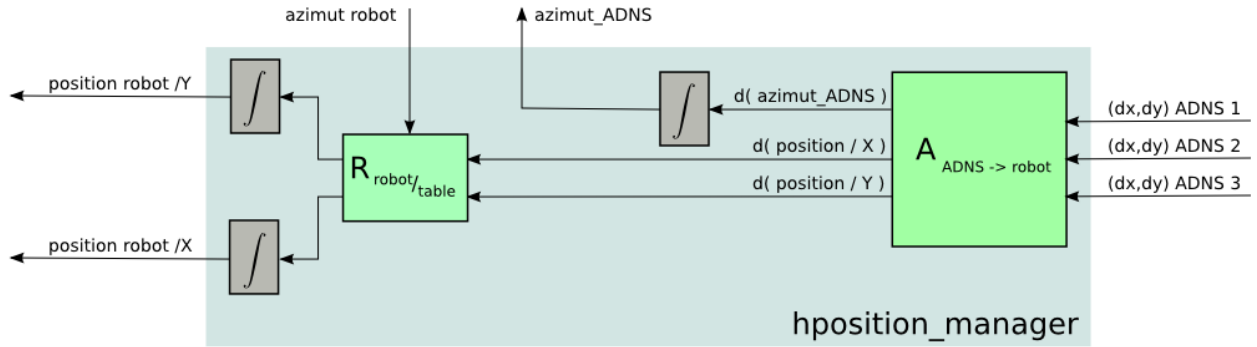 azimut robot
azimut_ADNS
position robot /Y
∫
∫
d( azimut_ADNS )
(dx,dy) ADNS 1
d( position / X )
A ADNS -> robot
(dx,dy) ADNS 2
R robot/table
d( position / Y )
(dx,dy) ADNS 3
position robot /X
∫
hposition_manager